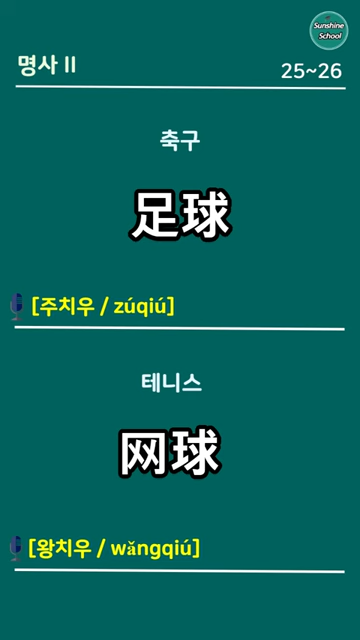 Sunshine
School
명사 II
25~26
축구
足球
[주치우 / zúqiú]
테니스
网球
[왕치우 / wǎngqiú]